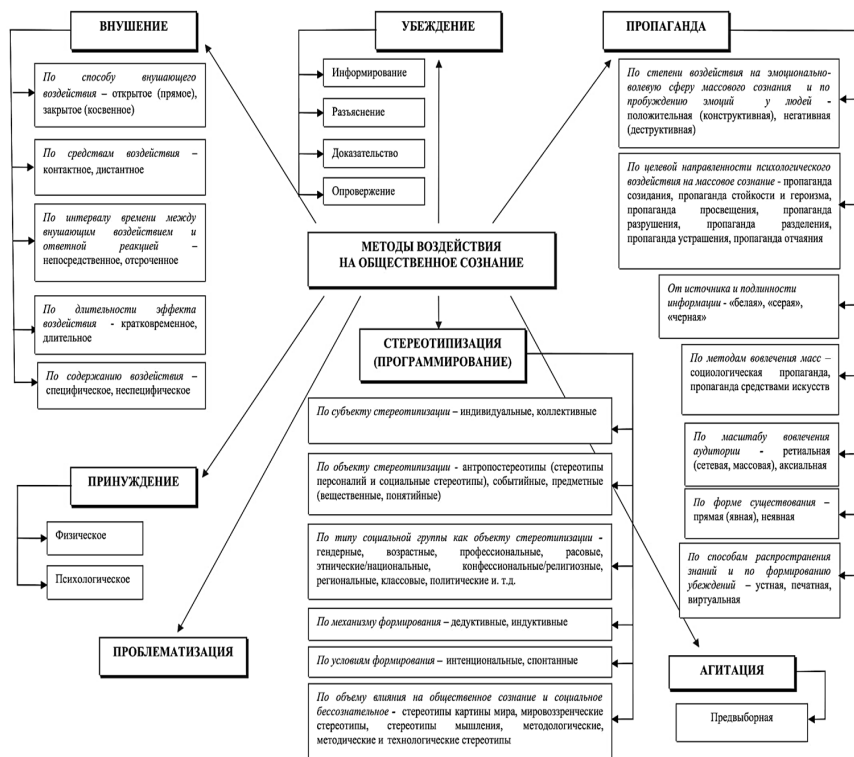 ВНУШЕНИЕ
По способу внушающего
воздействия – открытое (прямое),
закрытое (косвенное)
По средствам воздействия –
контактное, дистантное
По интервалу времени между
внушающим воздействием и
ответной реакцией –
непосредственное, отсроченное
По длительности эффекта
воздействия - кратковременное,
длительное
По содержанию воздействия –
специфическое, неспецифическое
УБЕЖДЕНИЕ
Информирование
Разъяснение
Доказательство
Опровержение
ПРОПАГАНДА
По степени воздействия на эмоционально-
волевую сферу массового сознания и по
пробуждению эмоций у людей -
положительная (конструктивная), негативная
(деструктивная)
По целевой направленности психологического
воздействия на массовое сознание - пропаганда
созидания, пропаганда стойкости и героизма,
пропаганда просвещения, пропаганда
разрушения, пропаганда разделения,
пропаганда устрашения, пропаганда отчаяния
От источника и подлинности
информации - «белая», «серая»,
«черная»
По методам вовлечения масс –
социологическая пропаганда,
пропаганда средствами искусств
По масштабу вовлечения
аудитории - ретиальная
(сетевая, массовая), аксиальная
По форме существования –
прямая (явная), неявная
По способам распространения
знаний и по формированию
убеждений – устная, печатная,
виртуальная
МЕТОДЫ ВОЗДЕЙСТВИЯ
НА ОБЩЕСТВЕННОЕ СОЗНАНИЕ
СТЕРЕОТИПИЗАЦИЯ
(ПРОГРАММИРОВАНИЕ)
По субъекту стереотипизации – индивидуальные, коллективные
По объекту стереотипизации - антропостереотипы (стереотипы
персоналий и социальные стереотипы), событийные, предметные
(вещественные, понятийные)
По типу социальной группы как объекту стереотипизации -
гендерные, возрастные, профессиональные, расовые,
этнические/национальные, конфессиональные/религиозные,
региональные, классовые, политические и. т.д.
По механизму формирования – дедуктивные, индуктивные
По условиям формирования – интенциональные, спонтанные
По объему влияния на общественное сознание и социальное
бессознательное - стереотипы картины мира, мировоззренческие
стереотипы, стереотипы мышления, методологические,
методические и технологические стереотипы
ПРИНУЖДЕНИЕ
Физическое
Психологическое
ПРОБЛЕМАТИЗАЦИЯ
АГИТАЦИЯ
Предвыборная